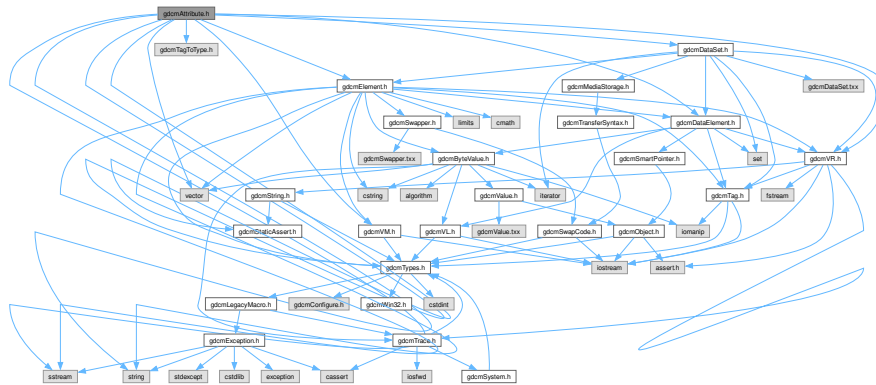 gdcmAttribute.h
gdcmTagToType.h
gdcmDataSet.h
gdcmElement.h
gdcmMediaStorage.h
gdcmDataSet.txx
gdcmSwapper.h
limits
cmath
gdcmTransferSyntax.h
gdcmDataElement.h
gdcmSwapper.txx
gdcmByteValue.h
gdcmSmartPointer.h
set
gdcmVR.h
vector
gdcmString.h
cstring
algorithm
gdcmValue.h
iterator
gdcmTag.h
fstream
gdcmStaticAssert.h
gdcmVM.h
gdcmVL.h
gdcmValue.txx
gdcmSwapCode.h
gdcmObject.h
iomanip
gdcmTypes.h
iostream
assert.h
gdcmLegacyMacro.h
gdcmConfigure.h
gdcmWin32.h
cstdint
gdcmException.h
gdcmTrace.h
sstream
string
stdexcept
cstdlib
exception
cassert
ioshwd
gdcmSystem.h